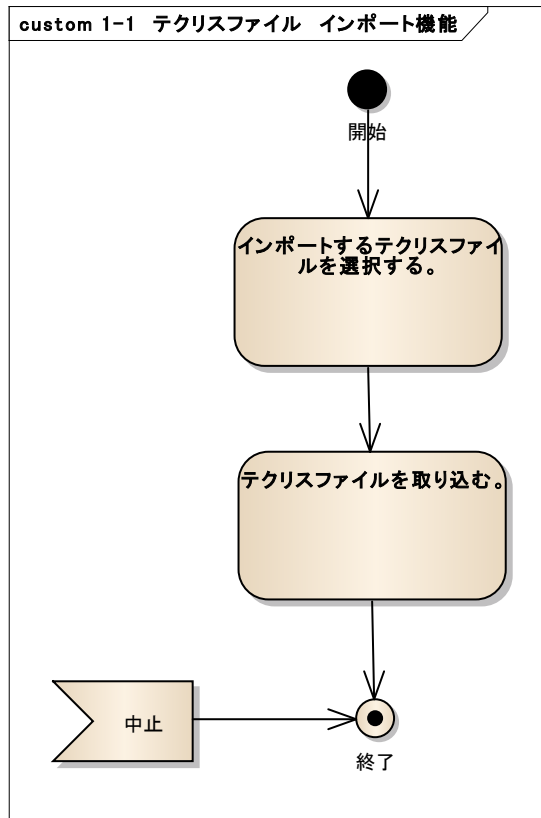 custom 1-1 テクリスファイル　インポート機能
開始
インポートするテクリスファイ
ルを選択する。
テクリスファイルを取り込む。
中止
終了